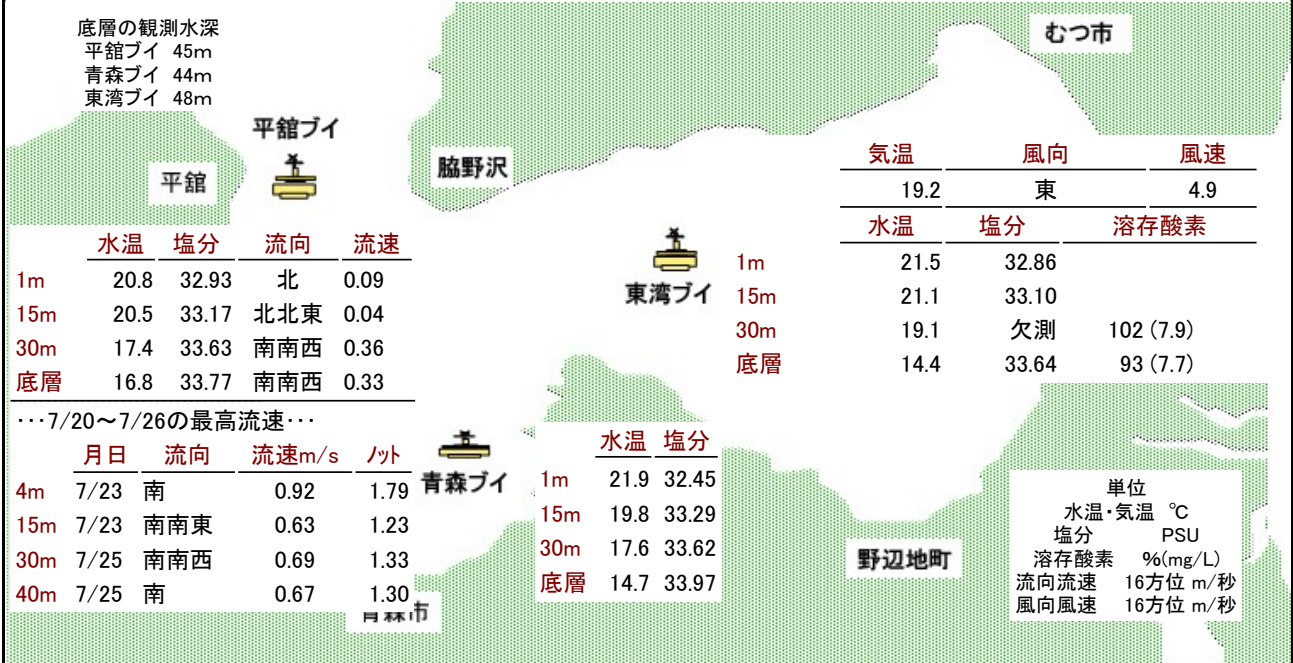 底層の観測水深
平舘ブイ 45m
青森ブイ 44m
東湾ブイ 48m
むつ市
平舘ブイ
平舘
脇野沢
気温 風向 風速
19.2 東 4.9
水温 塩分 溶存酸素
1m 21.5 32.86
15m 21.1 33.10
30m 19.1 欠測 102 (7.9)
底層 14.4 33.64 93 (7.7)
東湾ブイ
水温 塩分 流向 流速
1m 20.8 32.93 北 0.09
15m 20.5 33.17 北北東 0.04
30m 17.4 33.63 南南西 0.36
底層 16.8 33.77 南南西 0.33
･･･7/20～7/26の最高流速･･･
月日 流向 流速m/s ﾉｯﾄ
4m 7/23 南 0.92 1.79
15m 7/23 南南東 0.63 1.23
30m 7/25 南南西 0.69 1.33
40m 7/25 南 0.67 1.30
青森ブイ
水温 塩分
1m 21.9 32.45
15m 19.8 33.29
30m 17.6 33.62
底層 14.7 33.97
青森市
野辺地町
単位
水温･気温 ℃
塩分 PSU
溶存酸素 %(mg/L)
流向流速 16方位 m/秒
風向風速 16方位 m/秒